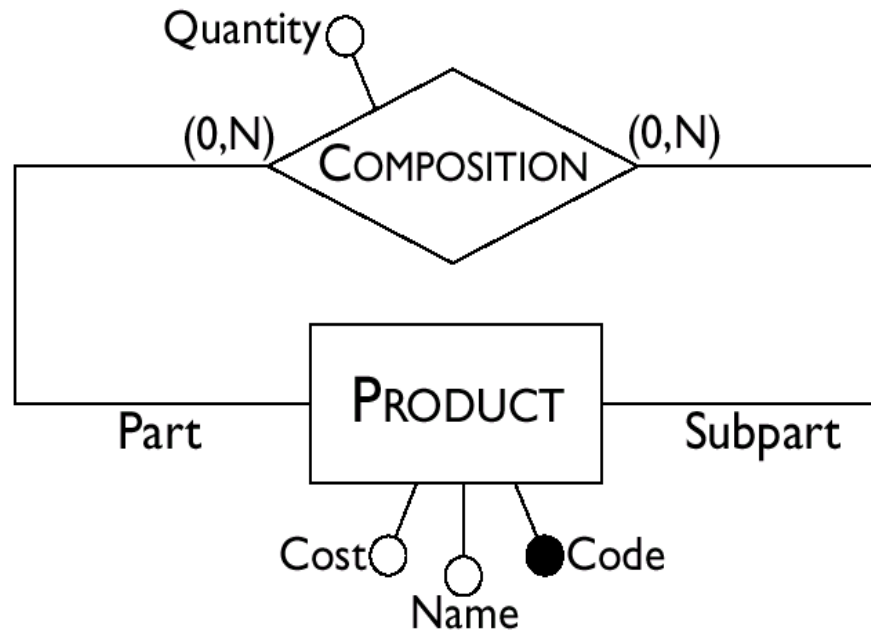 Quantity
(0,N)
COMPOSITION
(0,N)
PRODUCT
Part
Subpart
Cost
Code
Name